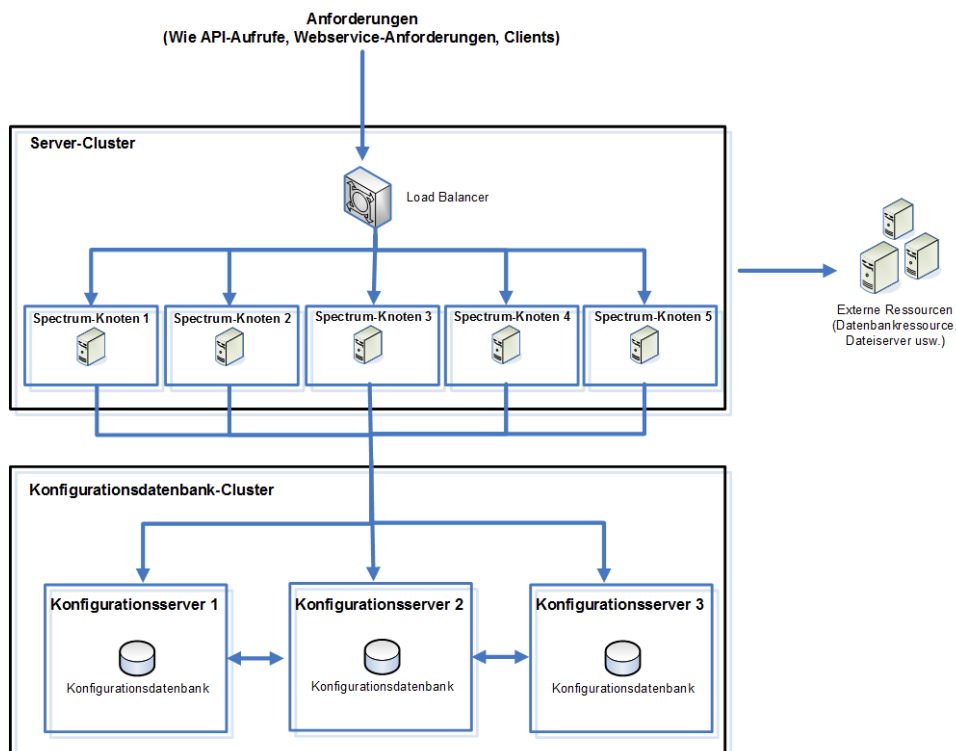 Anforderungen
(Wie API-Aufrufe, Webservice-Anforderungen, Clients)
Server-Cluster
Load Balancer
Spectrum-Knoten 1
Spectrum-Knoten 2
Spectrum-Knoten 3
Spectrum-Knoten 4
Spectrum-Knoten 5
Externe Ressourcen
(Datenbankressource,
Dateiserver usw.)
Konfigurationsdatenbank-Cluster
Konfigurationsserver 1
Konfigurationsserver 2
Konfigurationsserver 3
Konfigurationsdatenbank
Konfigurationsdatenbank
Konfigurationsdatenbank